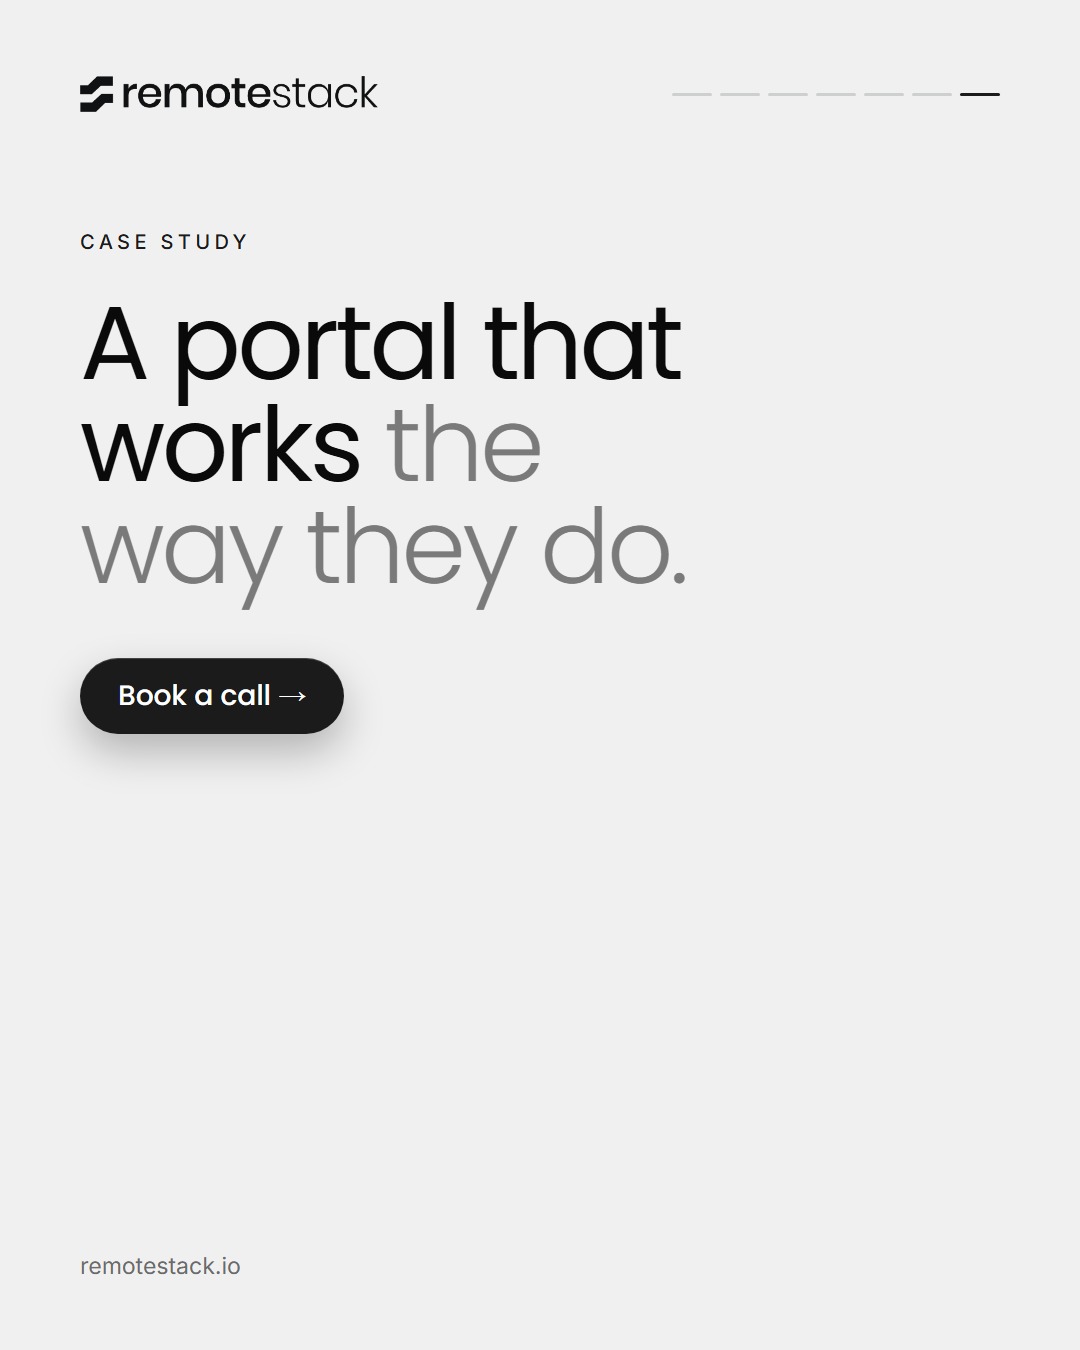 remotestack
CASE STUDY
A portal that
works the
way they do.
Book a call →
remotestack.io